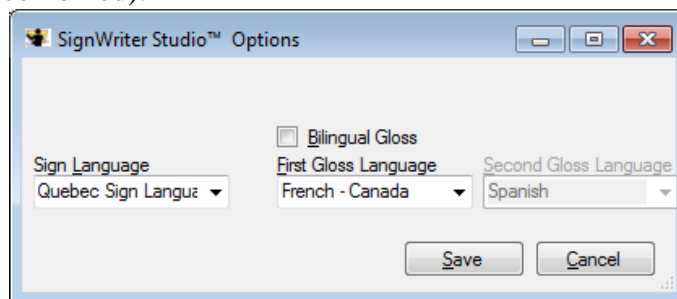 SignWriter Studio™ Options
Bilingual Gloss
Sign Language
First Gloss Language
Second Gloss Language
Quebec Sign Langua
French - Canada
Spanish
Save
Cancel